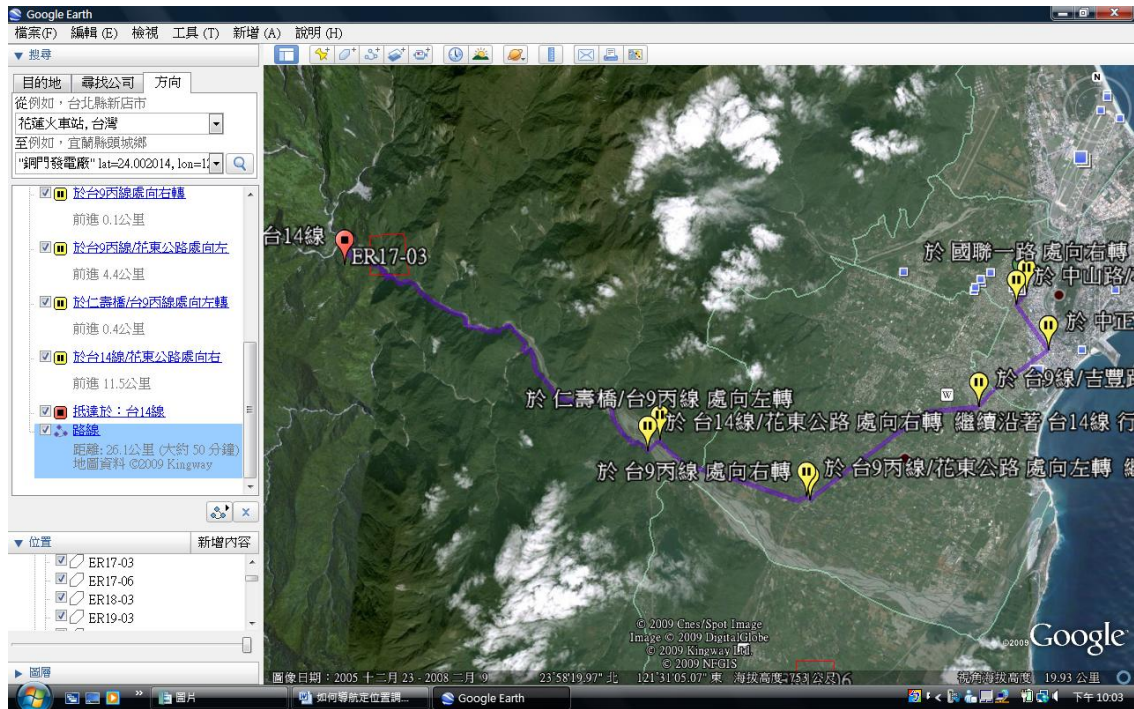 Google Earth
檔案(F) 編輯(E) 檢視 工具(T) 新增(A) 說明(H)
▼ 搜尋
目的地 尋找公司 方向
從例如，台北縣新店市
花蓮火車站, 台灣
至例如，宜蘭縣頭城鄉
"銅門發電廠" lat=24.002014, lon=12
於台9丙線處向右轉
前進 0.1公里
於台9丙線/花東公路處向左
前進 4.4公里
於仁壽橋/台9丙線處向左轉
前進 0.4公里
於台14線/花東公路處向右
前進 11.5公里
抵達於：台14線
路線
距離: 26.1公里 (大約 50 分鐘)
地圖資料 ©2009 Kingway
▼ 位置 新增內容
ER17-03
ER17-06
ER18-03
ER19-03
▶ 圖層
N
台14線
ER17-03
於 國聯一路 處向右轉
於 中山路/
於 中正
於 台9線/吉豐路
於 仁壽橋/台9丙線 處向左轉
於 台14線/花東公路 處向右轉 繼續沿著 台14線 行
於 台9丙線 處向右轉
於 台9丙線/花東公路 處向左轉 繼
W
© 2009 Cnes/Spot Image
Image © 2009 DigitalGlobe
© 2009 Kingway Ltd.
© 2009 NFGIS
©2009 Google
圖像日期：2005 十二月 23 - 2008 二月 9
23°58'19.97" 北 121°31'05.07" 東 海拔高度 753 公尺
視角海拔高度 19.93 公里
圖片
如何導航定位置調...
Google Earth
下午 10:03